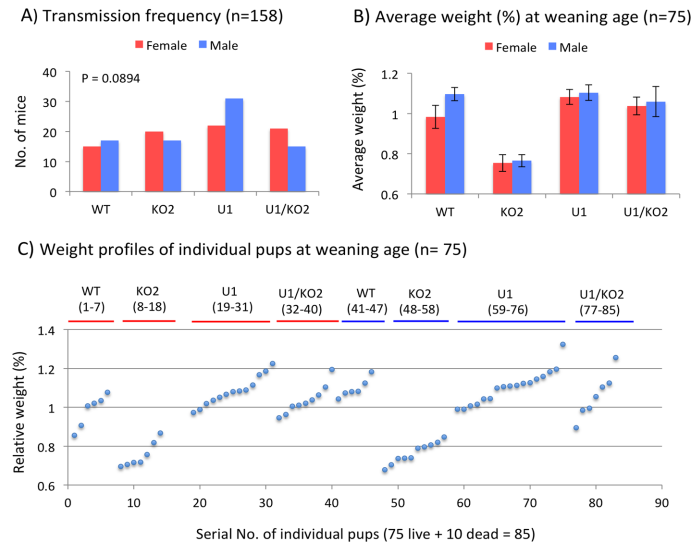 A) Transmission frequency (n=158)
Female Male
P = 0.0894
No. of mice
40
30
20
10
0
WT KO2 U1 U1/KO2
B) Average weight (%) at weaning age (n=75)
Female Male
Average weight (%)
1.2
1
0.8
0.6
WT KO2 U1 U1/KO2
C) Weight profiles of individual pups at weaning age (n= 75)
WT KO2 U1 U1/KO2 WT KO2 U1 U1/KO2
(1-7) (8-18) (19-31) (32-40) (41-47) (48-58) (59-76) (77-85)
Relative weight (%)
1.4
1.2
1
0.8
0.6
0 10 20 30 40 50 60 70 80 90
Serial No. of individual pups (75 live + 10 dead = 85)